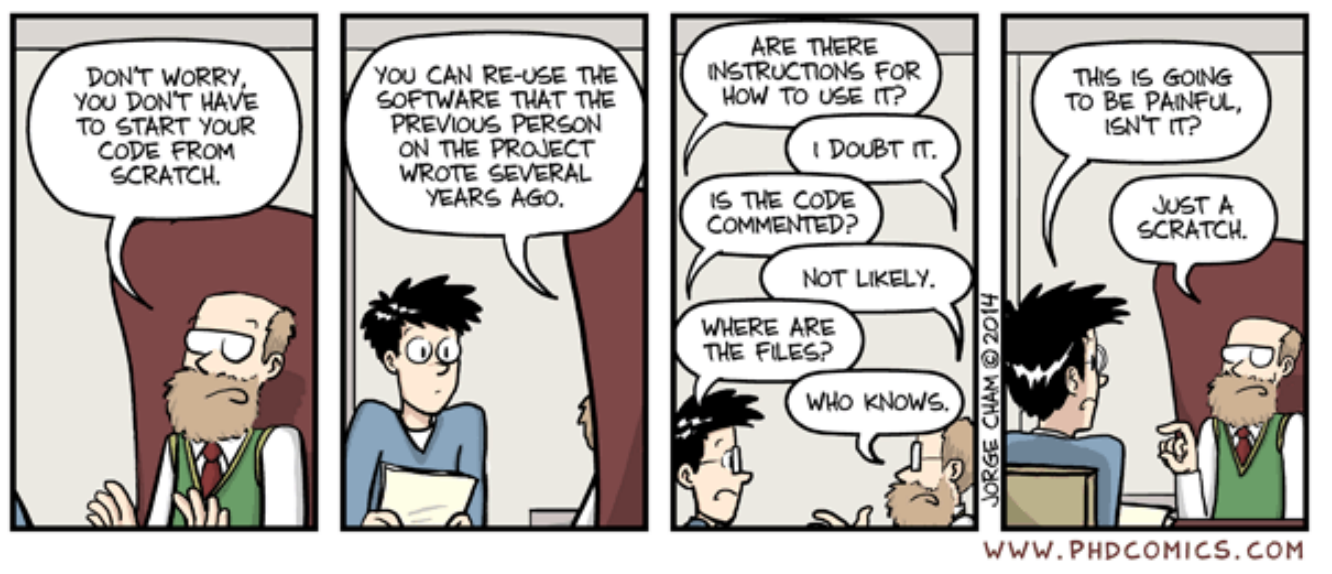 DON'T WORRY,
YOU DON'T HAVE
TO START YOUR
CODE FROM
SCRATCH.
YOU CAN RE-USE THE
SOFTWARE THAT THE
PREVIOUS PERSON
ON THE PROJECT
WROTE SEVERAL
YEARS AGO.
ARE THERE
INSTRUCTIONS FOR
HOW TO USE IT?
I DOUBT IT.
IS THE CODE
COMMENTED?
NOT LIKELY.
WHERE ARE
THE FILES?
WHO KNOWS.
JORGE CHAM © 2014
THIS IS GOING
TO BE PAINFUL,
ISN'T IT?
JUST A
SCRATCH.
WWW.PHDCOMICS.COM